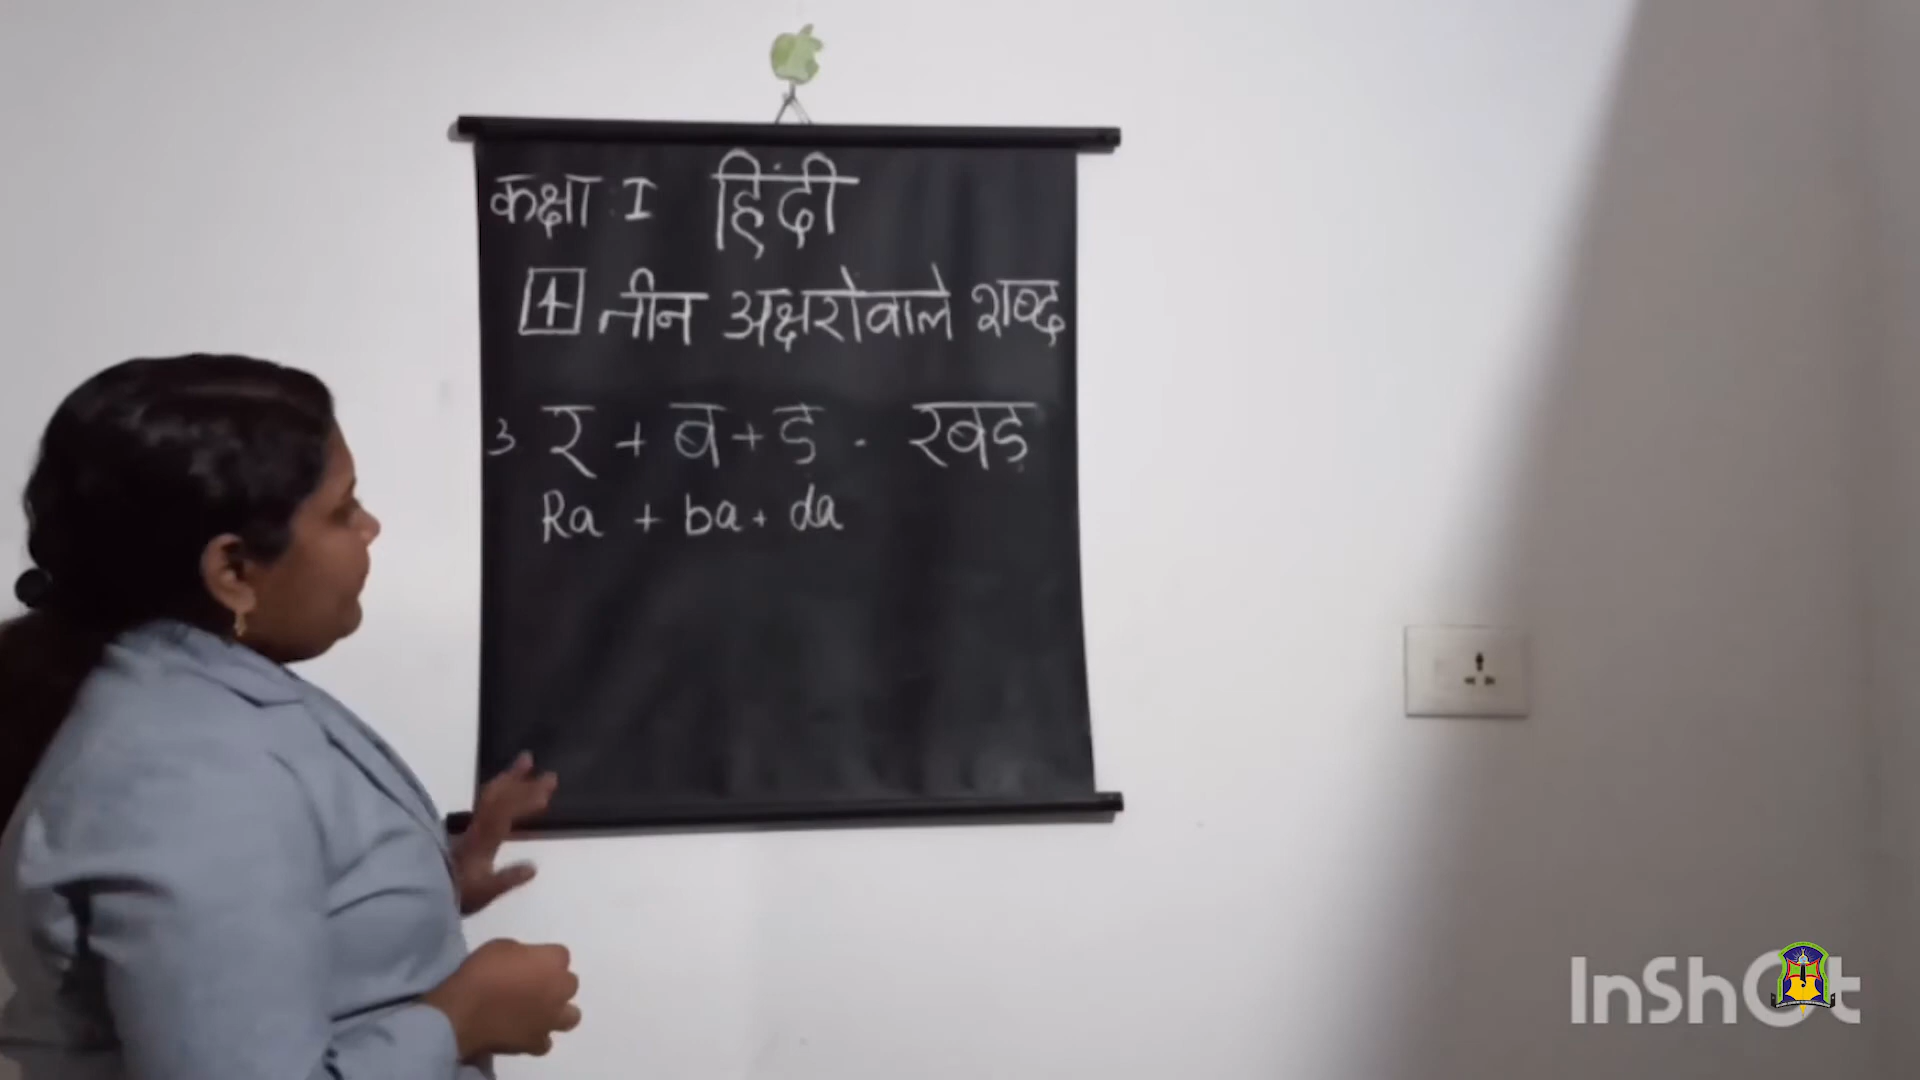 कक्षा I हिंदी
4 तीन अक्षरोवाले शब्द
3 र + ब + ड़ - रबड़
Ra + ba + da
InShOt